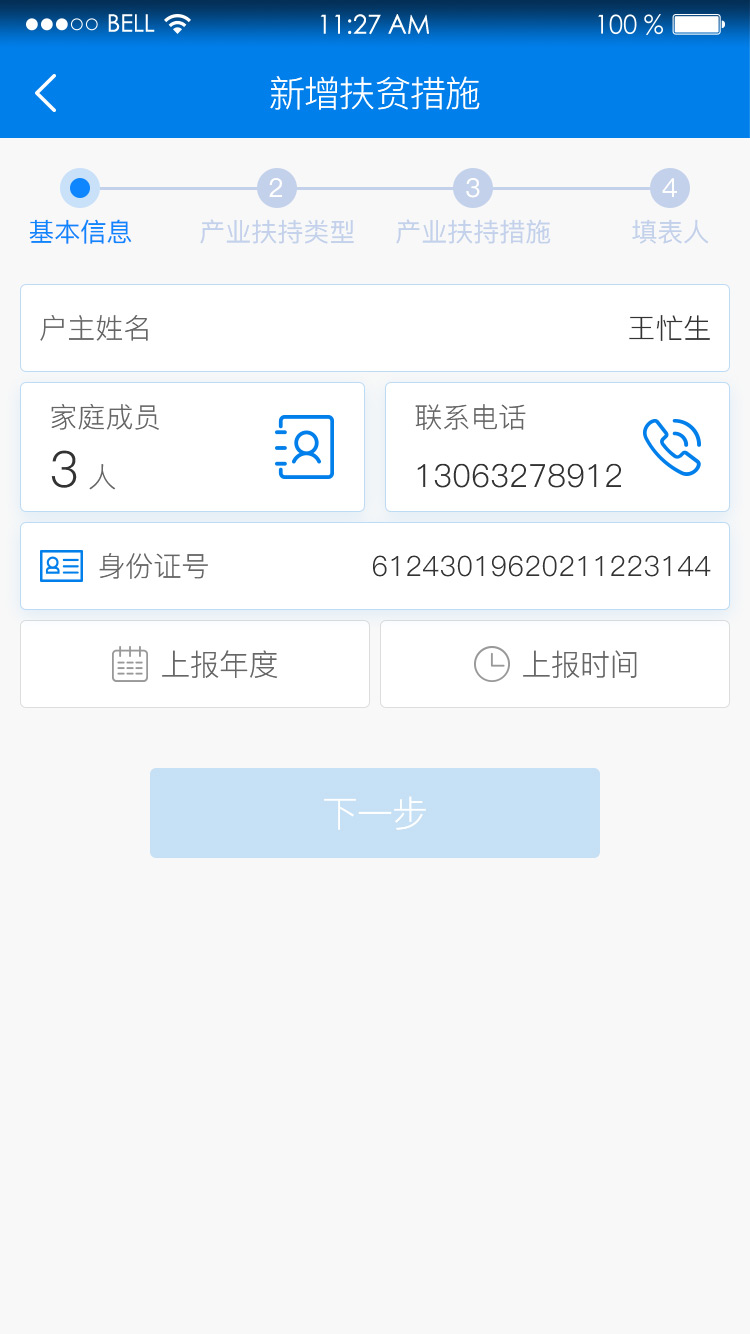 BELL 11:27 AM 100 %
新增扶贫措施
2 3 4
基本信息 产业扶持类型 产业扶持措施 填表人
户主姓名 王忙生
家庭成员 联系电话
3 人 13063278912
身份证号 61243019620211223144
上报年度 上报时间
下一步